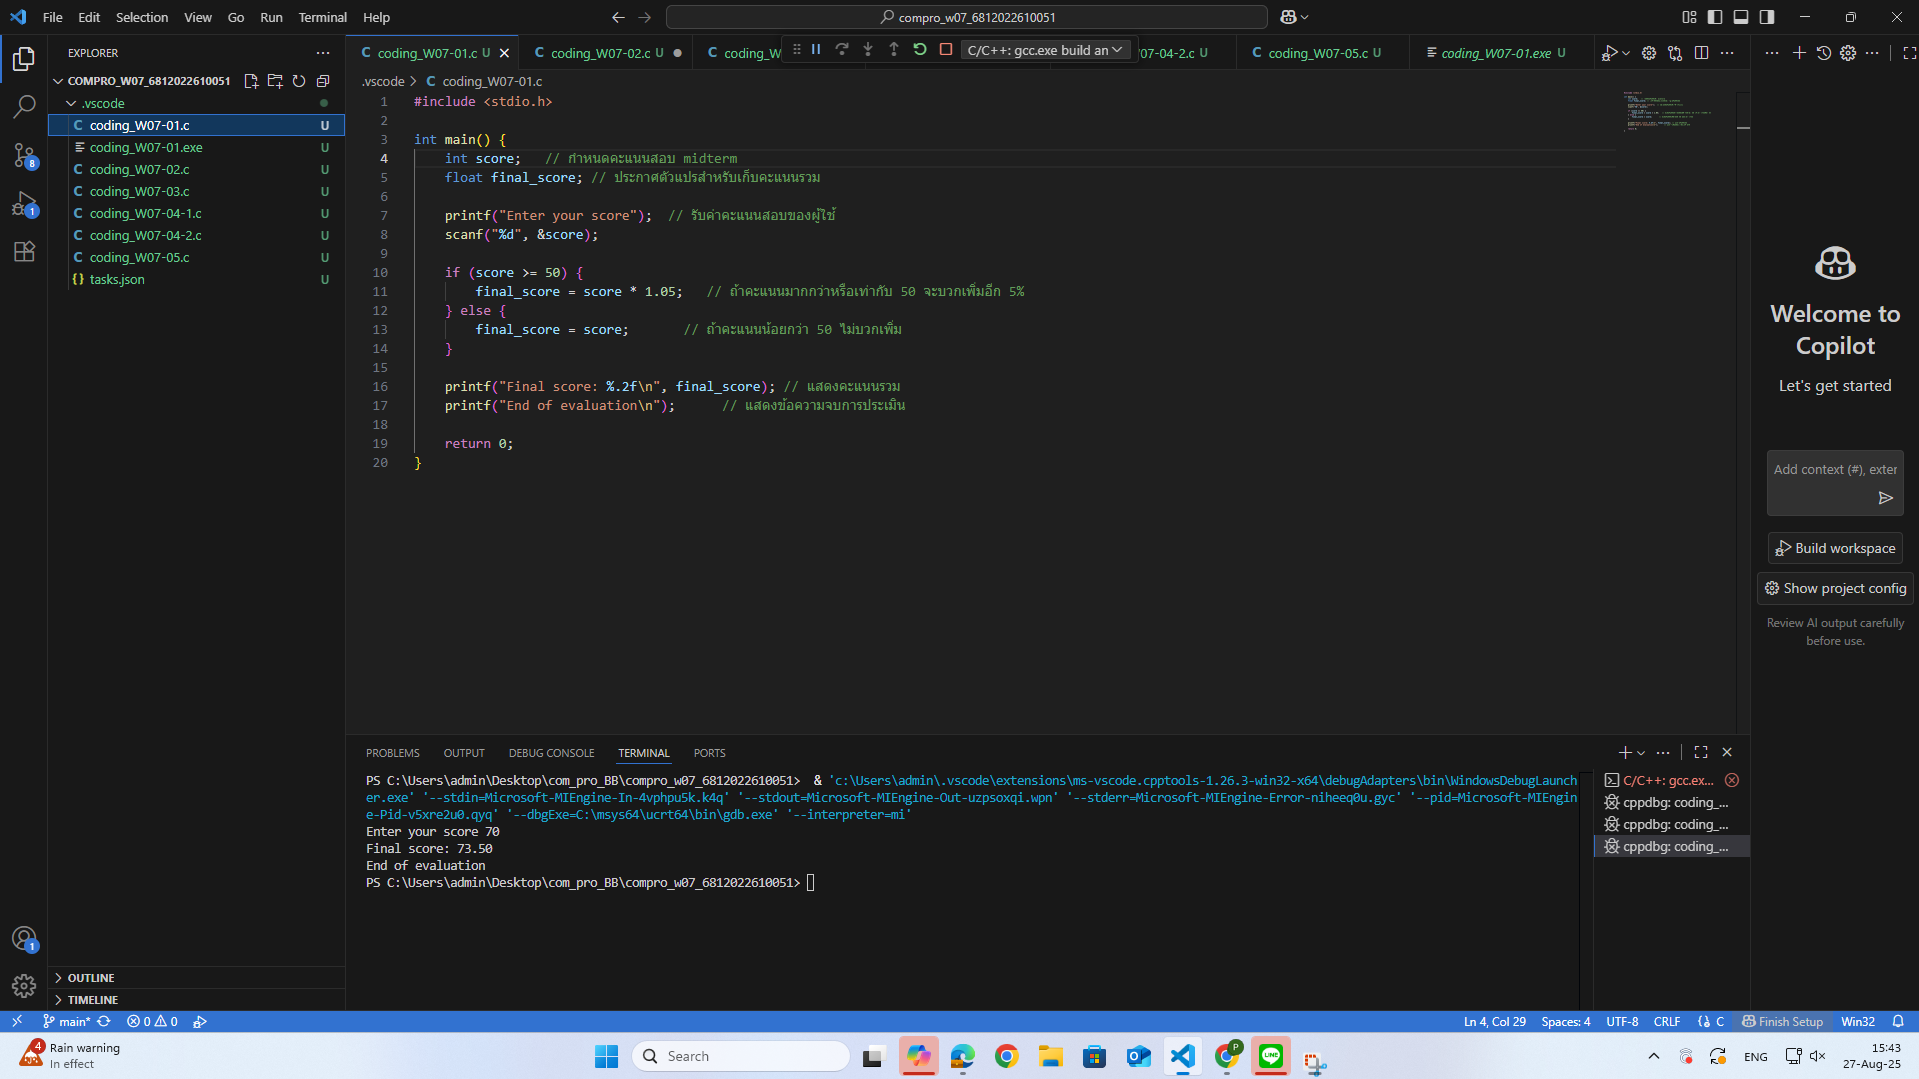 File Edit Selection View Go Run Terminal Help
compro_w07_6812022610051
EXPLORER
COMPRO_W07_6812022610051
.vscode
coding_W07-01.c U
coding_W07-01.exe U
coding_W07-02.c U
coding_W07-03.c U
coding_W07-04-1.c U
coding_W07-04-2.c U
coding_W07-05.c U
tasks.json U
8
1
1
OUTLINE
TIMELINE
coding_W07-01.c U coding_W07-02.c U coding_W C/C++: gcc.exe build an 07-04-2.c U coding_W07-05.c U coding_W07-01.exe U
.vscode > C coding_W07-01.c
1 #include <stdio.h>
2
3 int main() {
4 int score; // กำหนดคะแนนสอบ midterm
5 float final_score; // ประกาศตัวแปรสำหรับเก็บคะแนนรวม
6
7 printf("Enter your score"); // รับค่าคะแนนสอบของผู้ใช้
8 scanf("%d", &score);
9
10 if (score >= 50) {
11 final_score = score * 1.05; // ถ้าคะแนนมากกว่าหรือเท่ากับ 50 จะบวกเพิ่มอีก 5%
12 } else {
13 final_score = score; // ถ้าคะแนนน้อยกว่า 50 ไม่บวกเพิ่ม
14 }
15
16 printf("Final score: %.2f\n", final_score); // แสดงคะแนนรวม
17 printf("End of evaluation\n"); // แสดงข้อความจบการประเมิน
18
19 return 0;
20 }
PROBLEMS OUTPUT DEBUG CONSOLE TERMINAL PORTS
PS C:\Users\admin\Desktop\com_pro_BB\compro_w07_6812022610051> & 'c:\Users\admin\.vscode\extensions\ms-vscode.cpptools-1.26.3-win32-x64\debugAdapters\bin\WindowsDebugLaunch
er.exe' '--stdin=Microsoft-MIEngine-In-4vphpu5k.k4q' '--stdout=Microsoft-MIEngine-Out-uzpsoxqi.wpn' '--stderr=Microsoft-MIEngine-Error-niheeq0u.gyc' '--pid=Microsoft-MIEngin
e-Pid-v5xre2u0.qyq' '--dbgExe=C:\msys64\ucrt64\bin\gdb.exe' '--interpreter=mi'
Enter your score 70
Final score: 73.50
End of evaluation
PS C:\Users\admin\Desktop\com_pro_BB\compro_w07_6812022610051>
C/C++: gcc.ex...
cppdbg: coding_...
cppdbg: coding_...
cppdbg: coding_...
Welcome to
Copilot
Let's get started
Add context (#), exter
Build workspace
Show project config
Review AI output carefully
before use.
main* 0 0 Ln 4, Col 29 Spaces: 4 UTF-8 CRLF {} C Finish Setup Win32
4 Rain warning
In effect
Search
P
LINE
ENG
15:43
27-Aug-25